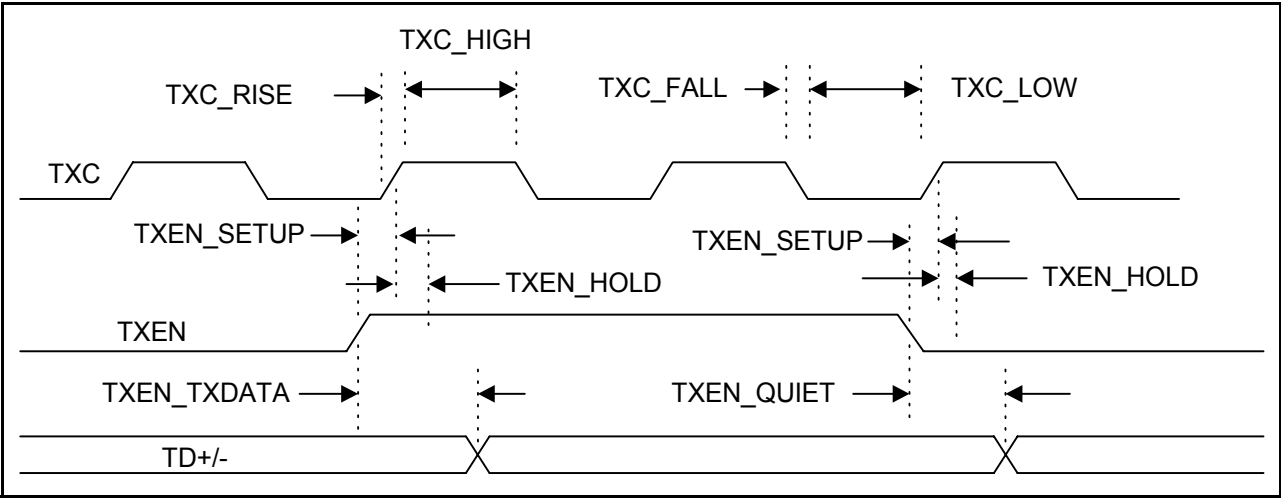 TXC_HIGH
TXC_RISE
TXC_FALL
TXC_LOW
TXC
TXEN_SETUP
TXEN_SETUP
TXEN_HOLD
TXEN_HOLD
TXEN
TXEN_TXDATA
TXEN_QUIET
TD+/-